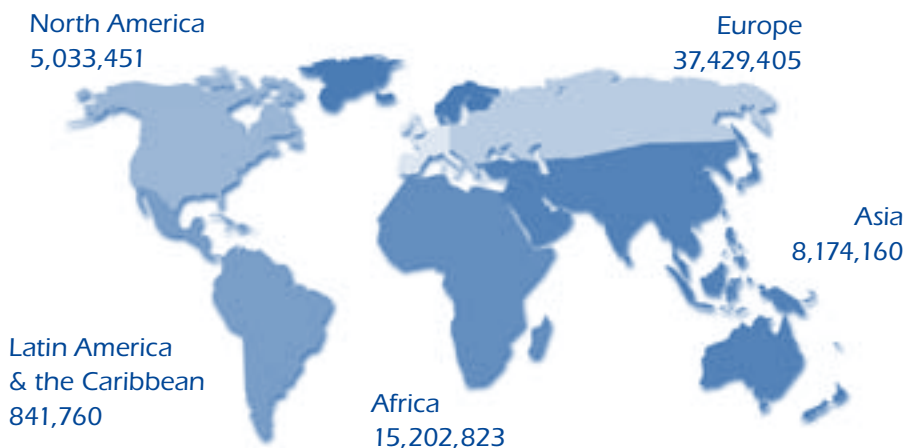 North America
5,033,451
Europe
37,429,405
Asia
8,174,160
Latin America
& the Caribbean
841,760
Africa
15,202,823